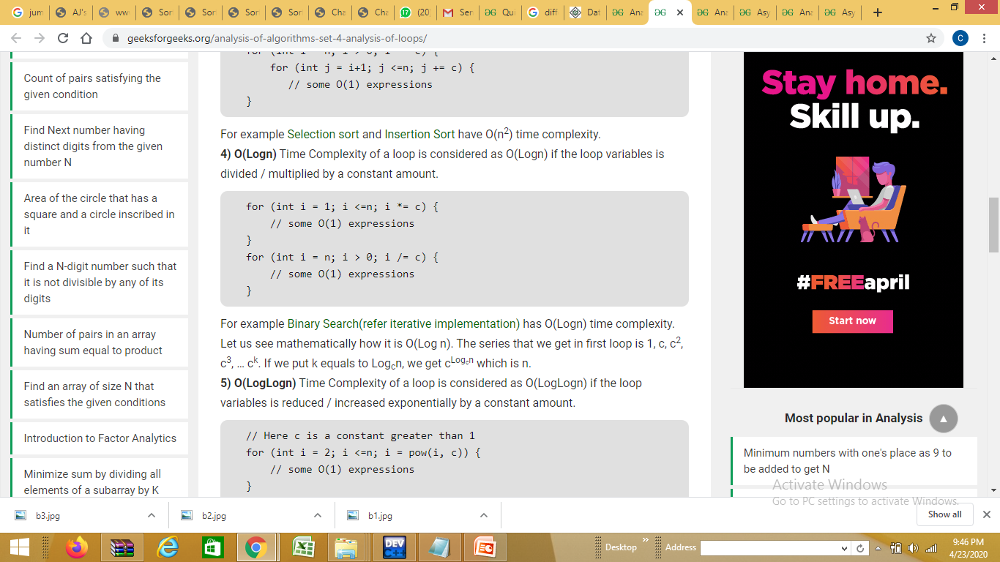 jum
AJ's
ww
Sor
Sor
Sor
Sor
Cha
Cha
17
(20
Ser
Qui
diff
Dat
Ana
Ana
Asy
Ana
Asy
geeksforgeeks.org/analysis-of-algorithms-set-4-analysis-of-loops/
C
Count of pairs satisfying the
given condition
Find Next number having
distinct digits from the given
number N
Area of the circle that has a
square and a circle inscribed in
it
Find a N-digit number such that
it is not divisible by any of its
digits
Number of pairs in an array
having sum equal to product
Find an array of size N that
satisfies the given conditions
Introduction to Factor Analytics
Minimize sum by dividing all
elements of a subarray by K
for (int j = i+1; j <=n; j += c) {
// some O(1) expressions
}
For example Selection sort and Insertion Sort have O(n²) time complexity.
4) O(Logn) Time Complexity of a loop is considered as O(Logn) if the loop variables is
divided / multiplied by a constant amount.
for (int i = 1; i <=n; i *= c) {
// some O(1) expressions
}
for (int i = n; i > 0; i /= c) {
// some O(1) expressions
}
For example Binary Search(refer iterative implementation) has O(Logn) time complexity.
Let us see mathematically how it is O(Log n). The series that we get in first loop is 1, c, c²,
c³, … cᵏ. If we put k equals to Log<sub>c</sub>n, we get c<sup>Log<sub>c</sub>n</sup> which is n.
5) O(LogLogn) Time Complexity of a loop is considered as O(LogLogn) if the loop
variables is reduced / increased exponentially by a constant amount.
// Here c is a constant greater than 1
for (int i = 2; i <=n; i = pow(i, c)) {
// some O(1) expressions
}
Stay home.
Skill up.
#FREEapril
Start now
Most popular in Analysis
Minimum numbers with one's place as 9 to
be added to get N
Activate Windows
Go to PC settings to activate Windows.
b3.jpg
b2.jpg
b1.jpg
Show all
DEV
C++
Desktop
Address
9:46 PM
4/23/2020